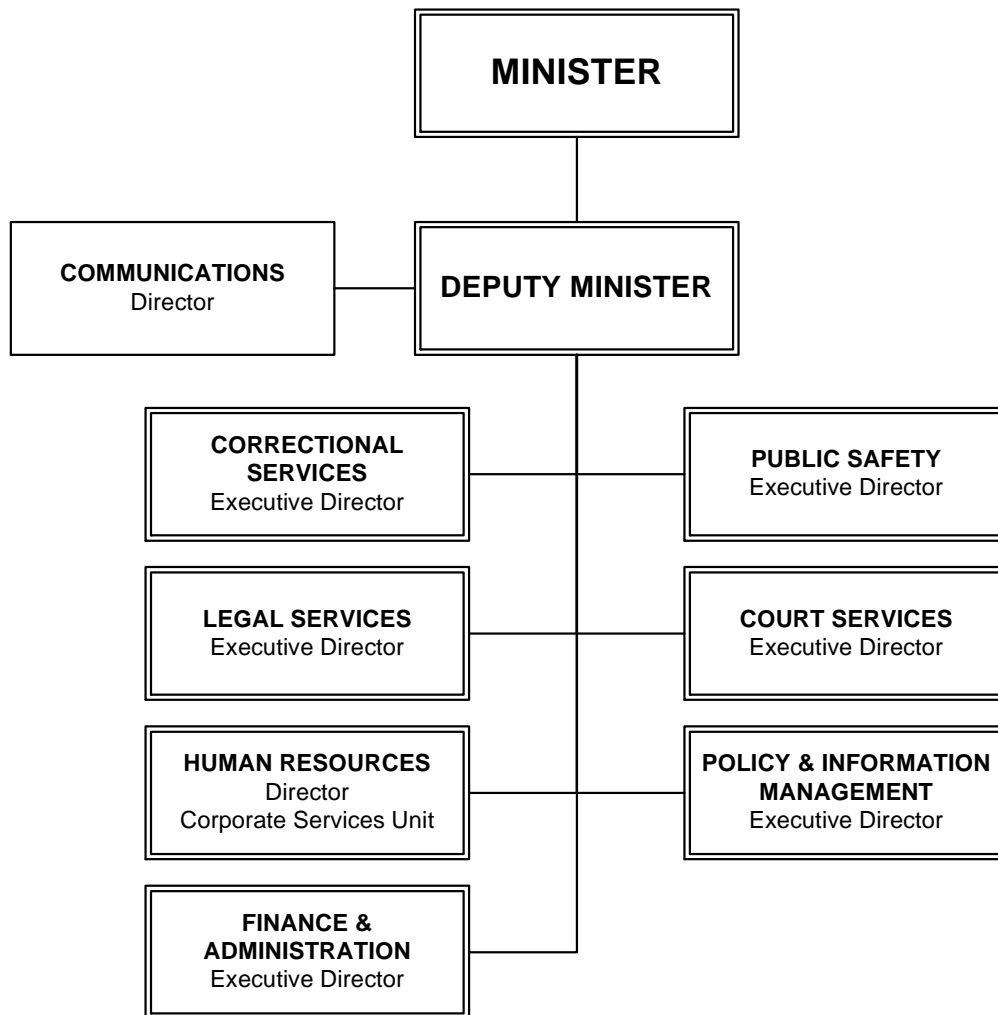 MINISTER
COMMUNICATIONS
Director
DEPUTY MINISTER
CORRECTIONAL
SERVICES
Executive Director
PUBLIC SAFETY
Executive Director
LEGAL SERVICES
Executive Director
COURT SERVICES
Executive Director
HUMAN RESOURCES
Director
Corporate Services Unit
POLICY & INFORMATION
MANAGEMENT
Executive Director
FINANCE &
ADMINISTRATION
Executive Director